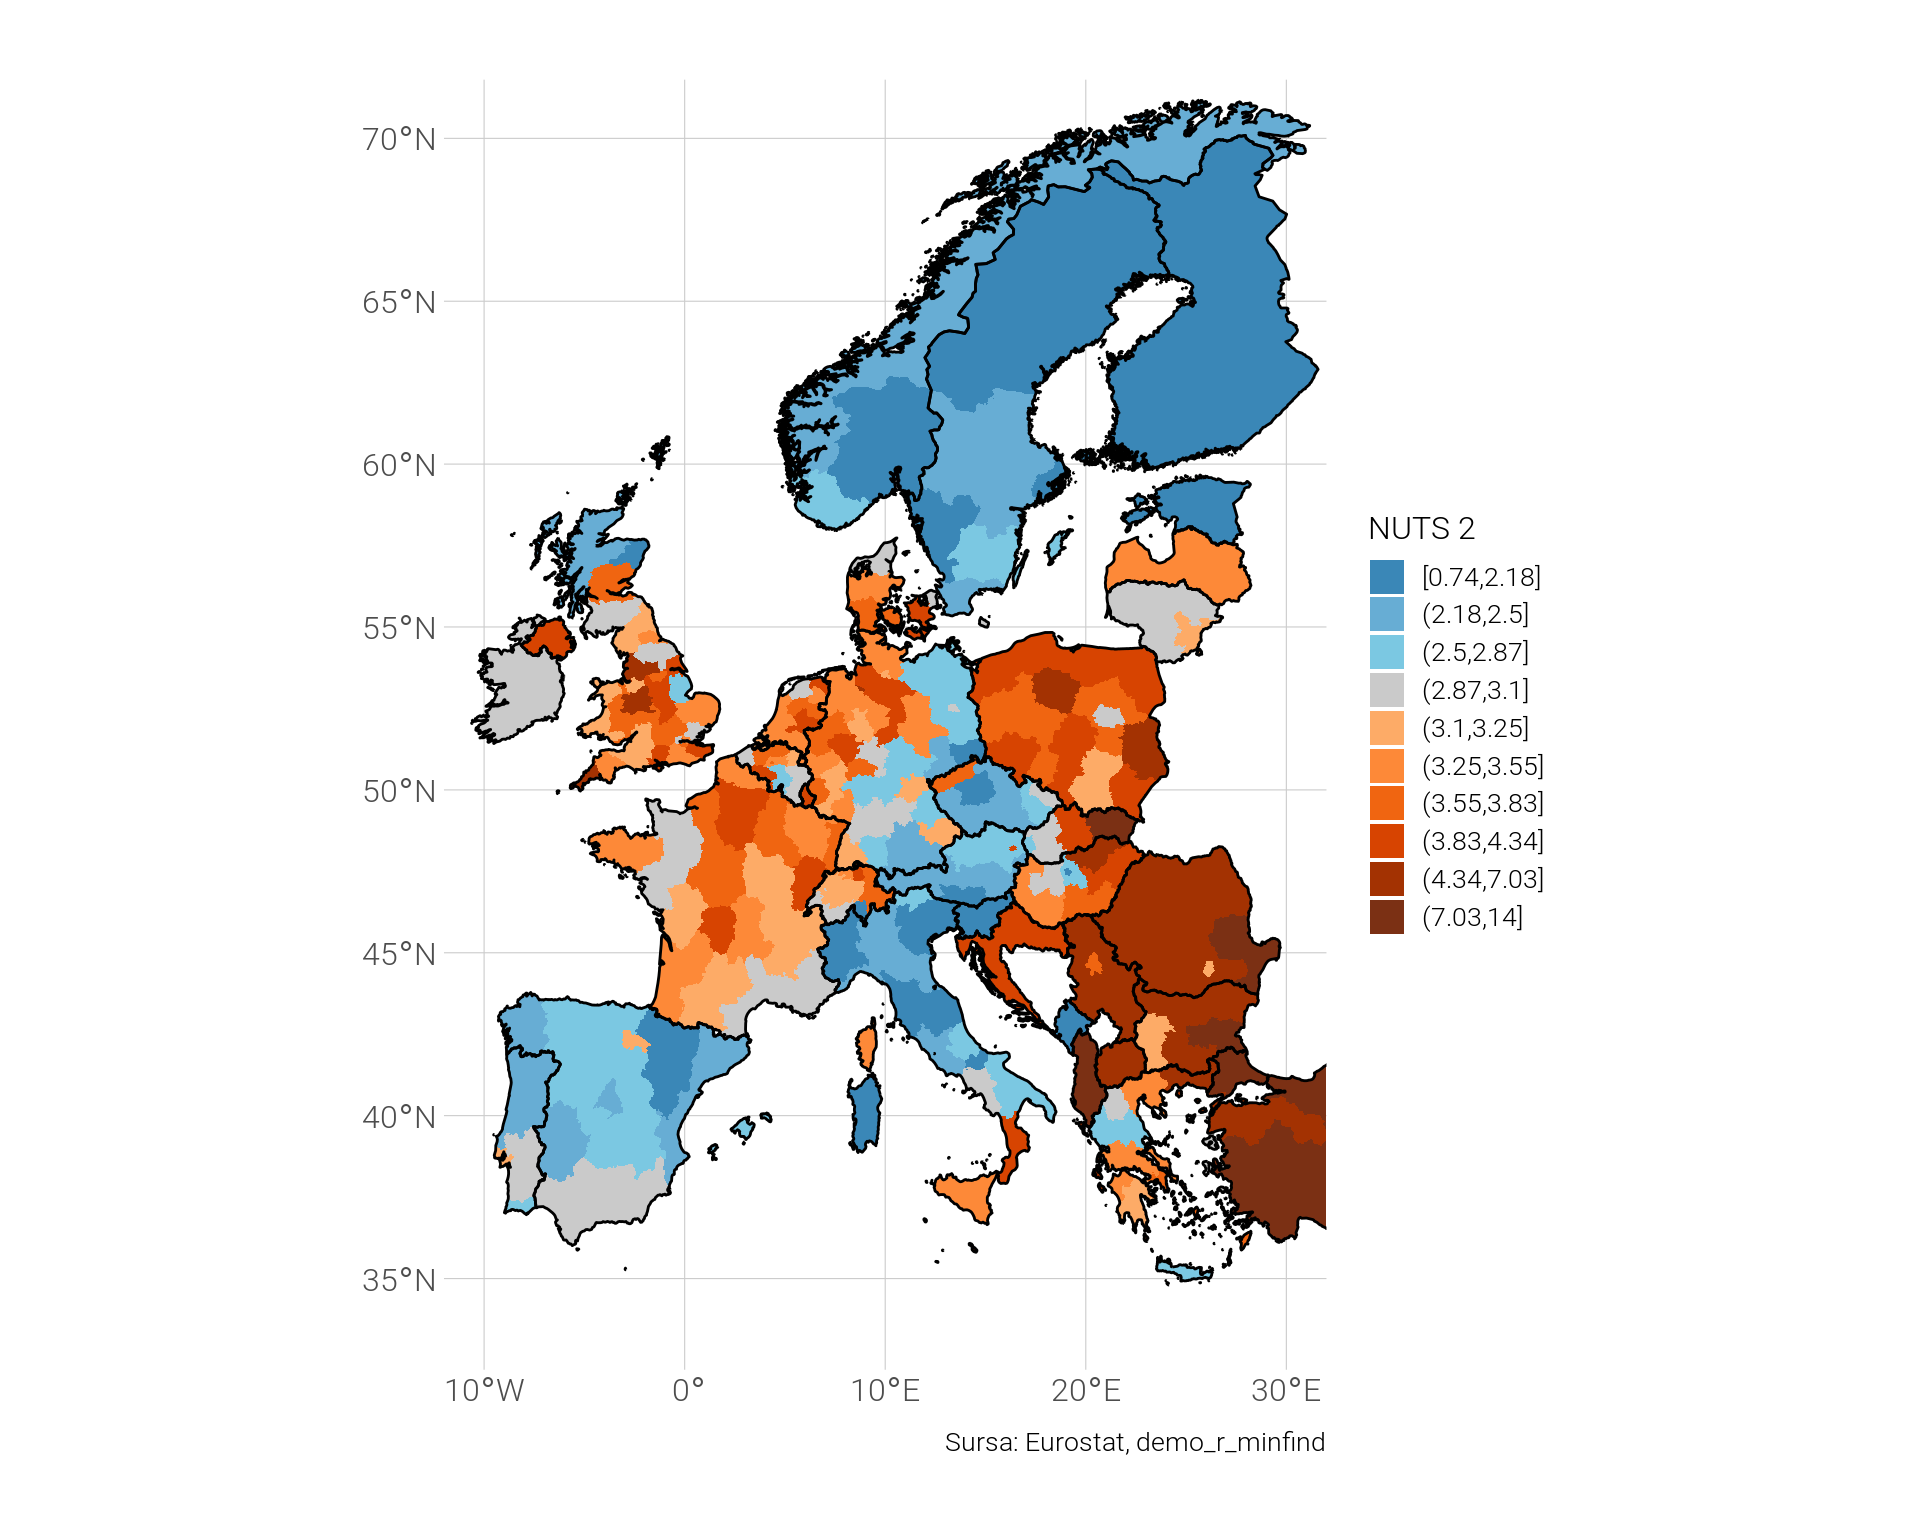 70°N
65°N
60°N
55°N
50°N
45°N
40°N
35°N
10°W 0° 10°E 20°E 30°E
NUTS 2
[0.74,2.18]
(2.18,2.5]
(2.5,2.87]
(2.87,3.1]
(3.1,3.25]
(3.25,3.55]
(3.55,3.83]
(3.83,4.34]
(4.34,7.03]
(7.03,14]
Sursa: Eurostat, demo_r_minfind